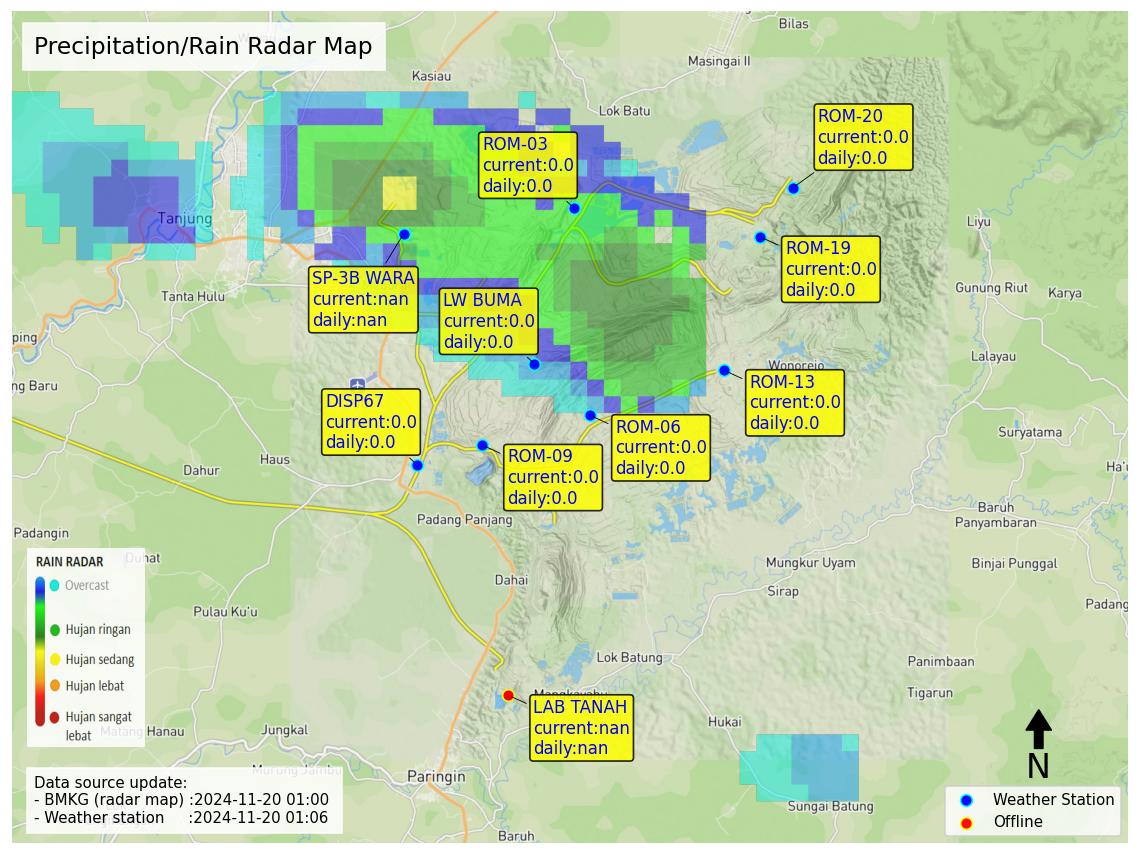 Precipitation/Rain Radar Map
Bilas
Masingai II
Kasiau
Lok Batu
ROM-20
current:0.0
daily:0.0
ROM-03
current:0.0
daily:0.0
Tanjung
Liyu
ROM-19
current:0.0
daily:0.0
SP-3B WARA
current:nan
daily:nan
Tanta Hulu
LW BUMA
current:0.0
daily:0.0
Gunung Riut
Karya
ping
Lalayau
Wonorejo
ng Baru
ROM-13
current:0.0
daily:0.0
DISP67
current:0.0
daily:0.0
ROM-06
current:0.0
daily:0.0
Suryatama
ROM-09
current:0.0
daily:0.0
Haus
Dahur
Ha'u
Baruh
Panyambaran
Padang Panjang
Padangin
Duhat
Mungkur Uyam
Binjai Punggal
Dahai
Sirap
Padang
Pulau Ku'u
RAIN RADAR
Overcast
Hujan ringan
Hujan sedang
Hujan lebat
Hujan sangat
lebat
Lok Batung
Panimbaan
Tigarun
LAB TANAH
current:nan
daily:nan
Hukai
Matang Hanau
Jungkal
Murung Jambu
Paringin
Sungai Batung
Baruh
Data source update:
- BMKG (radar map) :2024-11-20 01:00
- Weather station :2024-11-20 01:06
N
Weather Station
Offline